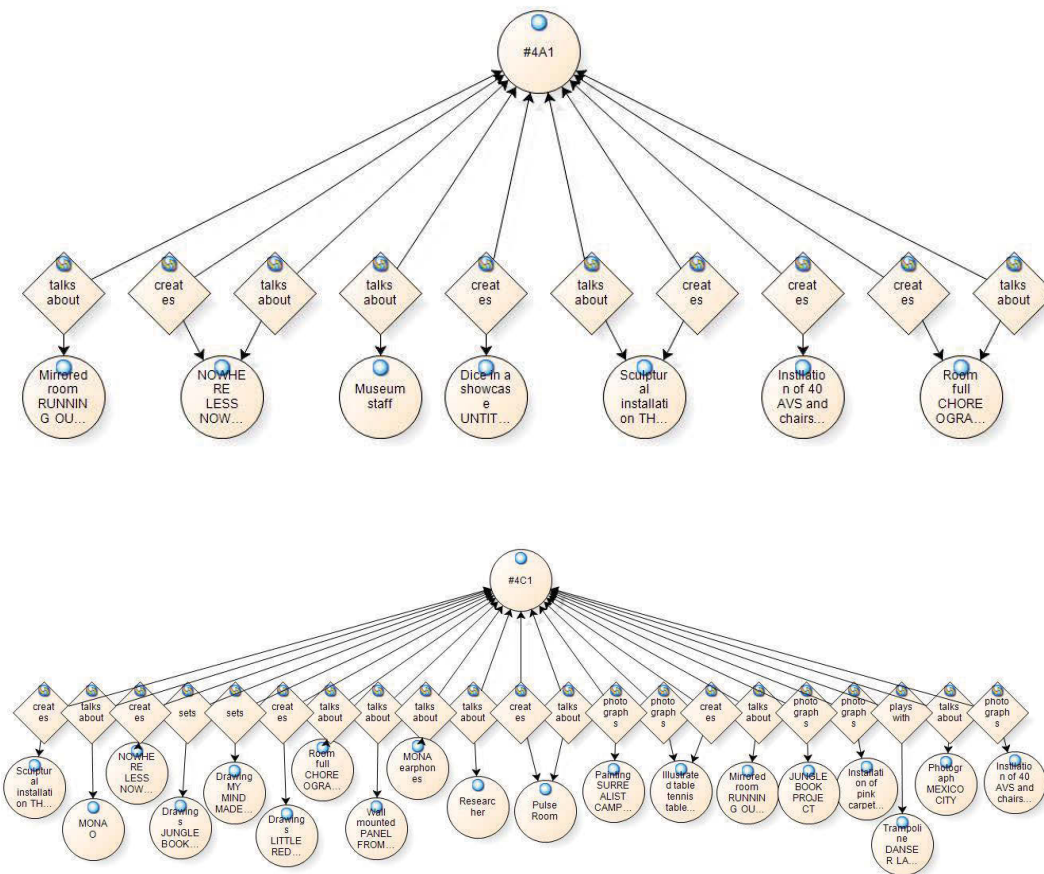 #4A1
talks
about
creat
es
talks
about
talks
about
creat
es
talks
about
creat
es
creat
es
creat
es
talks
about
Mirrored
room
RUNNIN
G OU...
NOWHE
RE
LESS
NOW...
Museum
staff
Dice in a
showcas
e
UNTIT...
Sculptur
al
installati
on TH...
Instllatio
n of 40
AVS and
chairs...
Room
full
CHORE
OGRA...
#4C1
creat
es
talks
about
creat
es
sets
sets
creat
es
talks
about
talks
about
talks
about
talks
about
creat
es
talks
about
photo
graphs
photo
graphs
creat
es
talks
about
photo
graphs
photo
graphs
plays
with
talks
about
photo
graphs
Sculptur
al
installati
on TH...
MONA
O
NOWHE
RE
LESS
NOW...
Drawing
s
JUNGLE
BOOK...
Drawing
MY
MIND
MADE...
Drawing
s
LITTLE
RED...
Room
full
CHORE
OGRA...
Wall
mounted
PANEL
FROM...
MONA
earphon
es
Researc
her
Pulse
Room
Painting
SURRE
ALIST
CAMP...
Illustrate
d table
tennis
table...
Mirrored
room
RUNNIN
G OU...
JUNGLE
BOOK
PROJE
CT
Installati
on of
pink
carpet...
Trampoli
ne
DANSE
R LA...
Photogr
aph
MEXICO
CITY
Instllatio
n of 40
AVS and
chairs...